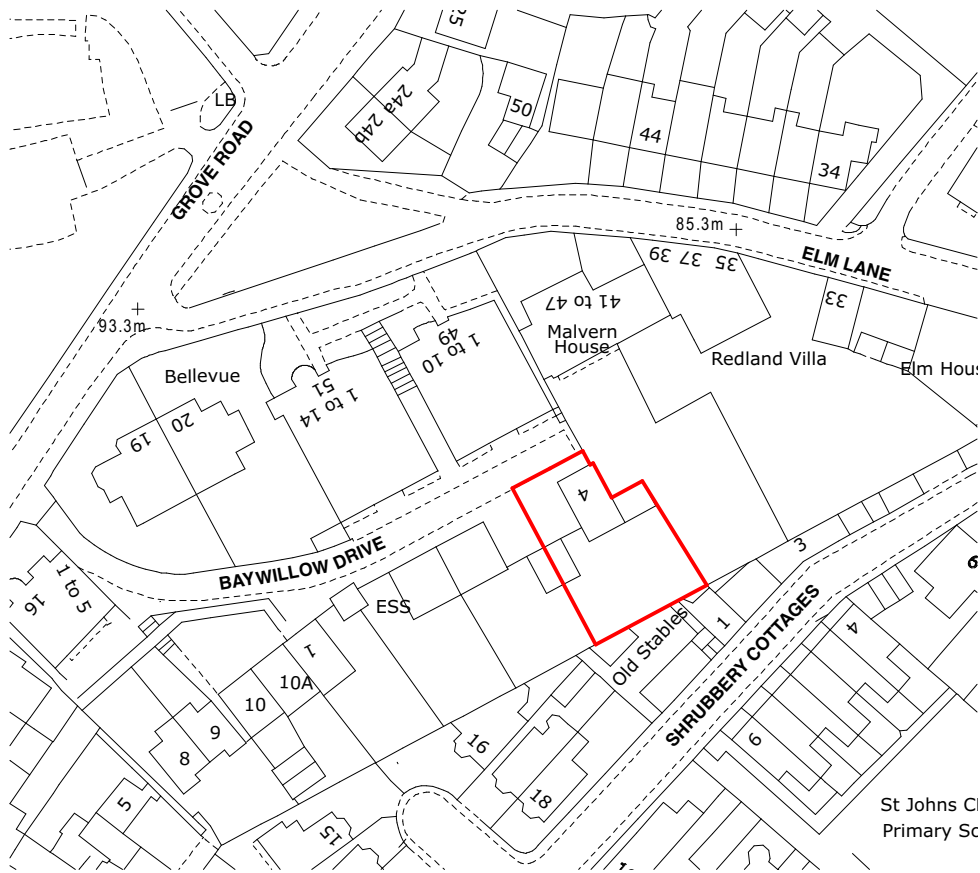 25
LB
24a 24b
50
44
34
GROVE ROAD
85.3m
ELM LANE
39 37 35
33
93.3m
41 to 47
Malvern
House
49
1 to 10
Redland Villa
Elm Hous
Bellevue
51
1 to 14
19
20
4
BAYWILLOW DRIVE
3
ESS
1 to 5
16
1
Old Stables
SHRUBBERY COTTAGES
4
1
10A
10
9
8
16
6
18
5
15
St Johns C
Primary Sc